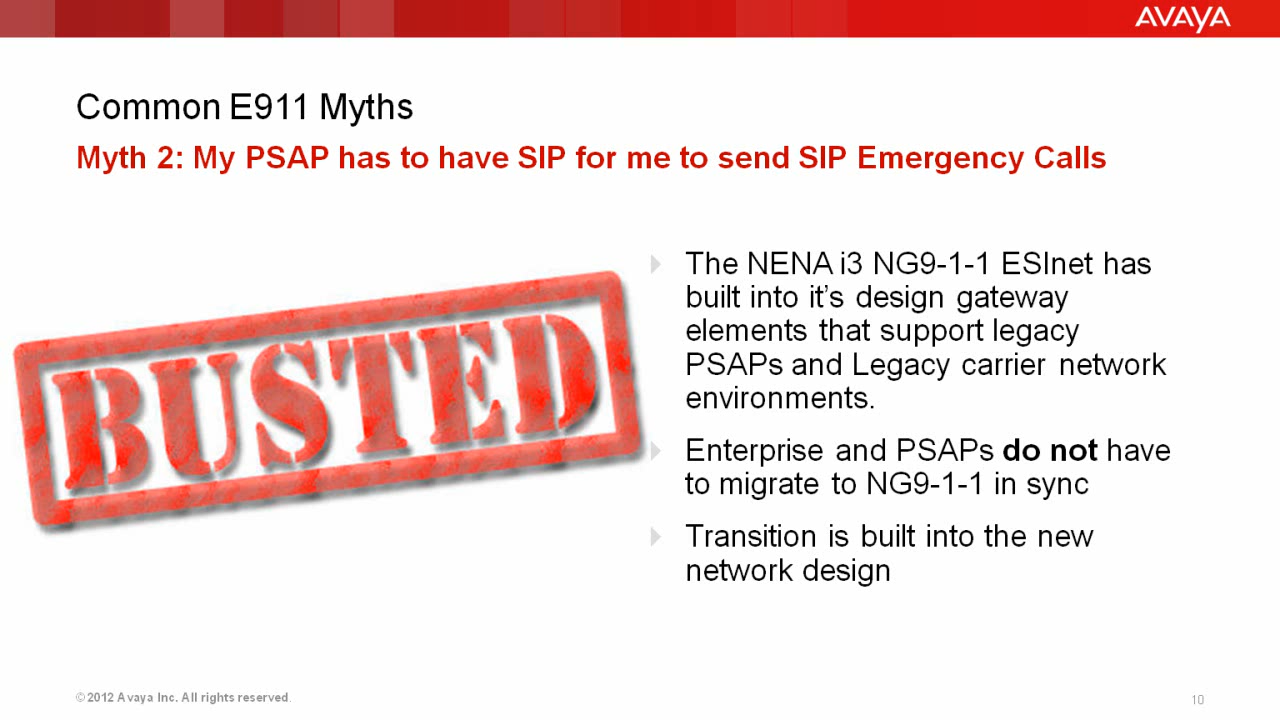 AVAYA
Common E911 Myths
Myth 2: My PSAP has to have SIP for me to send SIP Emergency Calls
BUSTED
The NENA i3 NG9-1-1 ESInet has
built into it’s design gateway
elements that support legacy
PSAPs and Legacy carrier network
environments.
Enterprise and PSAPs do not have
to migrate to NG9-1-1 in sync
Transition is built into the new
network design
© 2012 Avaya Inc. All rights reserved.
10